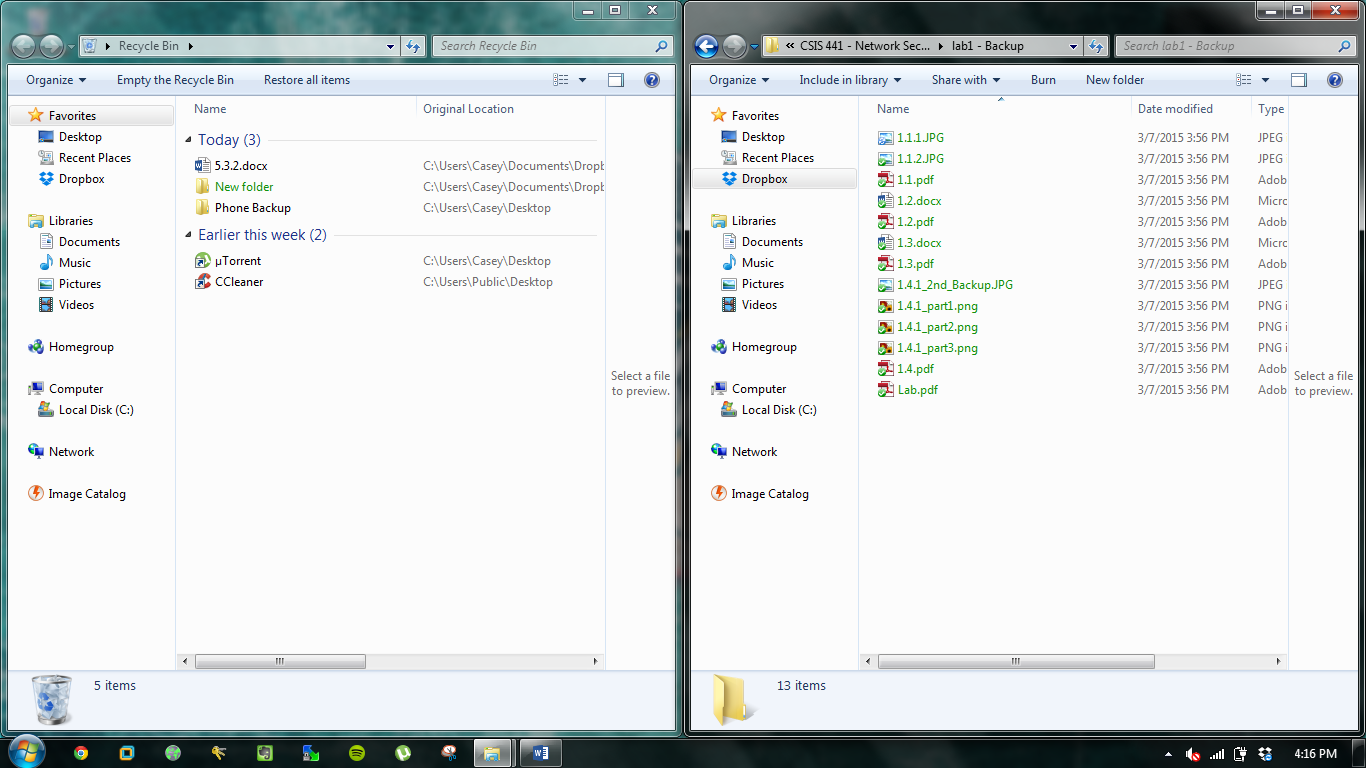 Recycle Bin
Search Recycle Bin
Organize
Empty the Recycle Bin
Restore all items
Favorites
Desktop
Recent Places
Dropbox
Libraries
Documents
Music
Pictures
Videos
Homegroup
Computer
Local Disk (C:)
Network
Image Catalog
Name Original Location
Today (3)
5.3.2.docx C:\Users\Casey\Documents\Dropb
New folder C:\Users\Casey\Documents\Dropb
Phone Backup C:\Users\Casey\Desktop
Earlier this week (2)
µTorrent C:\Users\Casey\Desktop
CCleaner C:\Users\Public\Desktop
Select a file
to preview.
5 items
« CSIS 441 - Network Sec... lab1 - Backup
Search lab1 - Backup
Organize
Include in library
Share with
Burn
New folder
Favorites
Desktop
Recent Places
Dropbox
Libraries
Documents
Music
Pictures
Videos
Homegroup
Computer
Local Disk (C:)
Network
Image Catalog
Name Date modified Type
1.1.1.JPG 3/7/2015 3:56 PM JPEG
1.1.2.JPG 3/7/2015 3:56 PM JPEG
1.1.pdf 3/7/2015 3:56 PM Adob
1.2.docx 3/7/2015 3:56 PM Micro
1.2.pdf 3/7/2015 3:56 PM Adob
1.3.docx 3/7/2015 3:56 PM Micro
1.3.pdf 3/7/2015 3:56 PM Adob
1.4.1_2nd_Backup.JPG 3/7/2015 3:56 PM JPEG
1.4.1_part1.png 3/7/2015 3:56 PM PNG i
1.4.1_part2.png 3/7/2015 3:56 PM PNG i
1.4.1_part3.png 3/7/2015 3:56 PM PNG i
1.4.pdf 3/7/2015 3:56 PM Adob
Lab.pdf 3/7/2015 3:56 PM Adob
Select a file
to preview.
13 items
4:16 PM